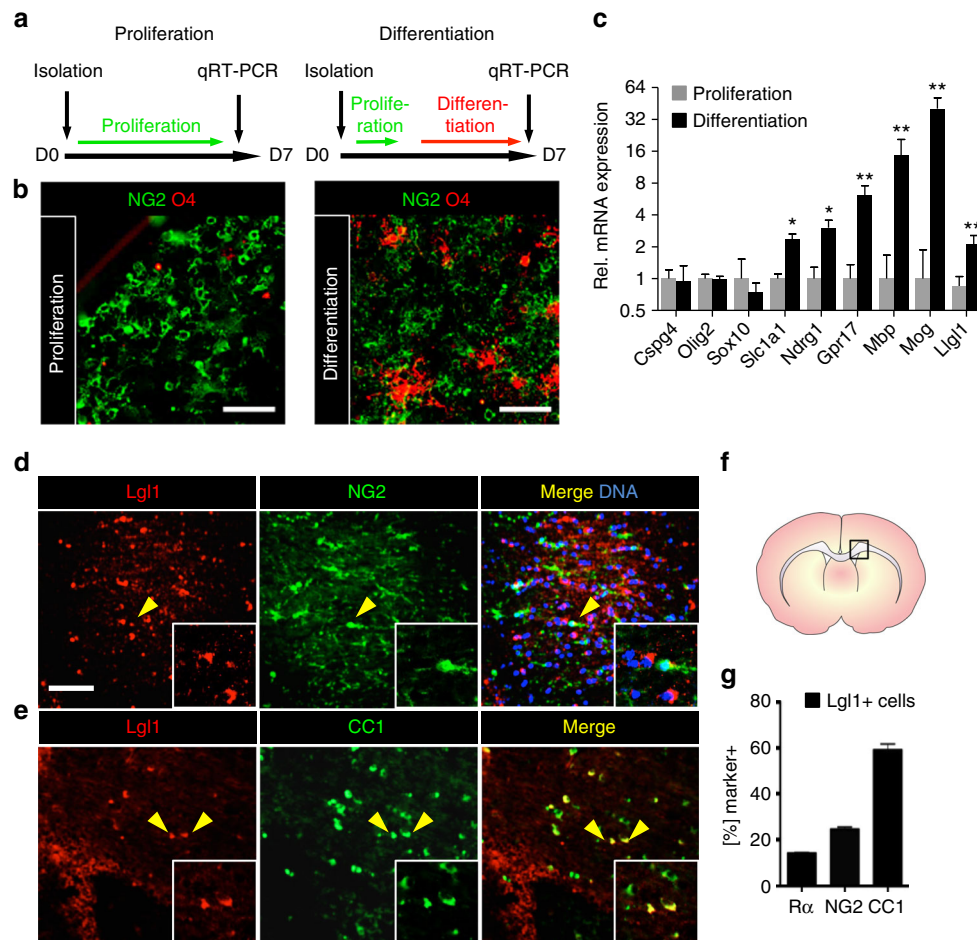 a
Proliferation
Isolation
qRT-PCR
Proliferation
D0
D7
Differentiation
Isolation
qRT-PCR
Prolife-
ration
Differen-
tiation
D0
D7
b
NG2 O4
Proliferation
NG2 O4
Differentiation
c
Rel. mRNA expression
64
32
16
8
4
2
1
0.5
Proliferation
Differentiation
*
*
**
**
**
**
Cspg4
Olig2
Sox10
Slc1a1
Ndrg1
Gpr17
Mbp
Mog
Llgl1
d
Lgl1
NG2
Merge DNA
e
Lgl1
CC1
Merge
f
g
[%] marker+
80
60
40
20
0
Lgl1+ cells
Rα
NG2
CC1